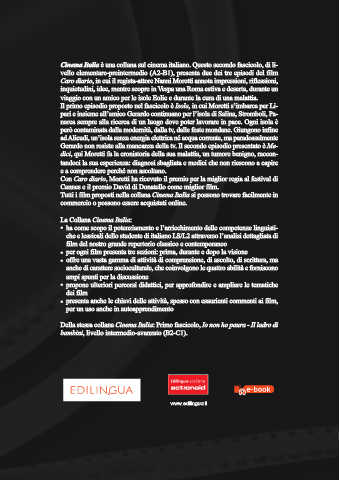 Cinema Italia è una collana sul cinema italiano. Questo secondo fascicolo, di li-
vello elementare-preintermedio (A2-B1), presenta due dei tre episodi del film
Caro diario, in cui il regista-attore Nanni Moretti annota impressioni, riflessioni,
inquietudini, idee, mentre scopre in Vespa una Roma estiva e deserta, durante un
viaggio con un amico per le isole Eolie e durante la cura di una malattia.
Il primo episodio proposto nel fascicolo è Isole, in cui Moretti s'imbarca per Li-
pari e insieme all'amico Gerardo continuano per l'isola di Salina, Stromboli, Pa-
narea sempre alla ricerca di un luogo dove poter lavorare in pace. Ogni isola è
però contaminata dalla modernità, dalla tv, dalle feste mondane. Giungono infine
ad Alicudi, un'isola senza energia elettrica né acqua corrente, ma paradossalmente
Gerardo non resiste alla mancanza della tv. Il secondo episodio presentato è Me-
dici, qui Moretti fa la cronistoria della sua malattia, un tumore benigno, raccon-
tandoci la sua esperienza: diagnosi sbagliate e medici che non riescono a capire
e a comprendere perché non ascoltano.
Con Caro diario, Moretti ha ricevuto il premio per la miglior regia al festival di
Cannes e il premio David di Donatello come miglior film.
Tutti i film proposti nella collana Cinema Italia si possono trovare facilmente in
commercio o possono essere acquistati online.
La Collana Cinema Italia:
• ha come scopo il potenziamento e l'arricchimento delle competenze linguisti-
che e lessicali dello studente di italiano LS/L2 attraverso l'analisi dettagliata di
film del nostro grande repertorio classico e contemporaneo
• per ogni film presenta tre sezioni: prima, durante e dopo la visione
• offre una vasta gamma di attività di comprensione, di ascolto, di scrittura, ma
anche di carattere socioculturale, che coinvolgono le quattro abilità e forniscono
ampi spunti per la discussione
• propone ulteriori percorsi didattici, per approfondire e ampliare le tematiche
dei film
• presenta anche le chiavi delle attività, spesso con esaurienti commenti ai film,
per un uso anche in autoapprendimento
Della stessa collana Cinema Italia: Primo fascicolo, Io non ho paura - Il ladro di
bambini, livello intermedio-avanzato (B2-C1).
EDILINGUA
edilingua sostiene
actionaid
e-book
www.edilingua.it